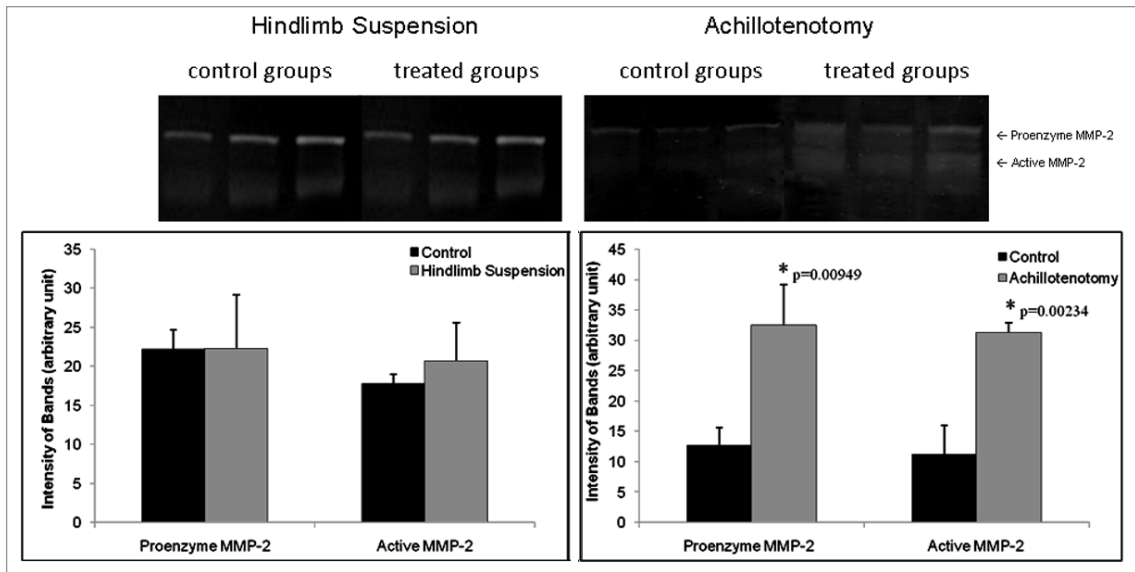 Hindlimb Suspension
Achillotenotomy
control groups
treated groups
control groups
treated groups
← Proenzyme MMP-2
← Active MMP-2
Intensity of Bands (arbitrary unit)
35
30
25
20
15
10
5
0
Control
Hindlimb Suspension
Proenzyme MMP-2
Active MMP-2
Intensity of Bands (arbitrary unit)
45
40
35
30
25
20
15
10
5
0
Control
Achillotenotomy
* p=0.00949
* p=0.00234
Proenzyme MMP-2
Active MMP-2